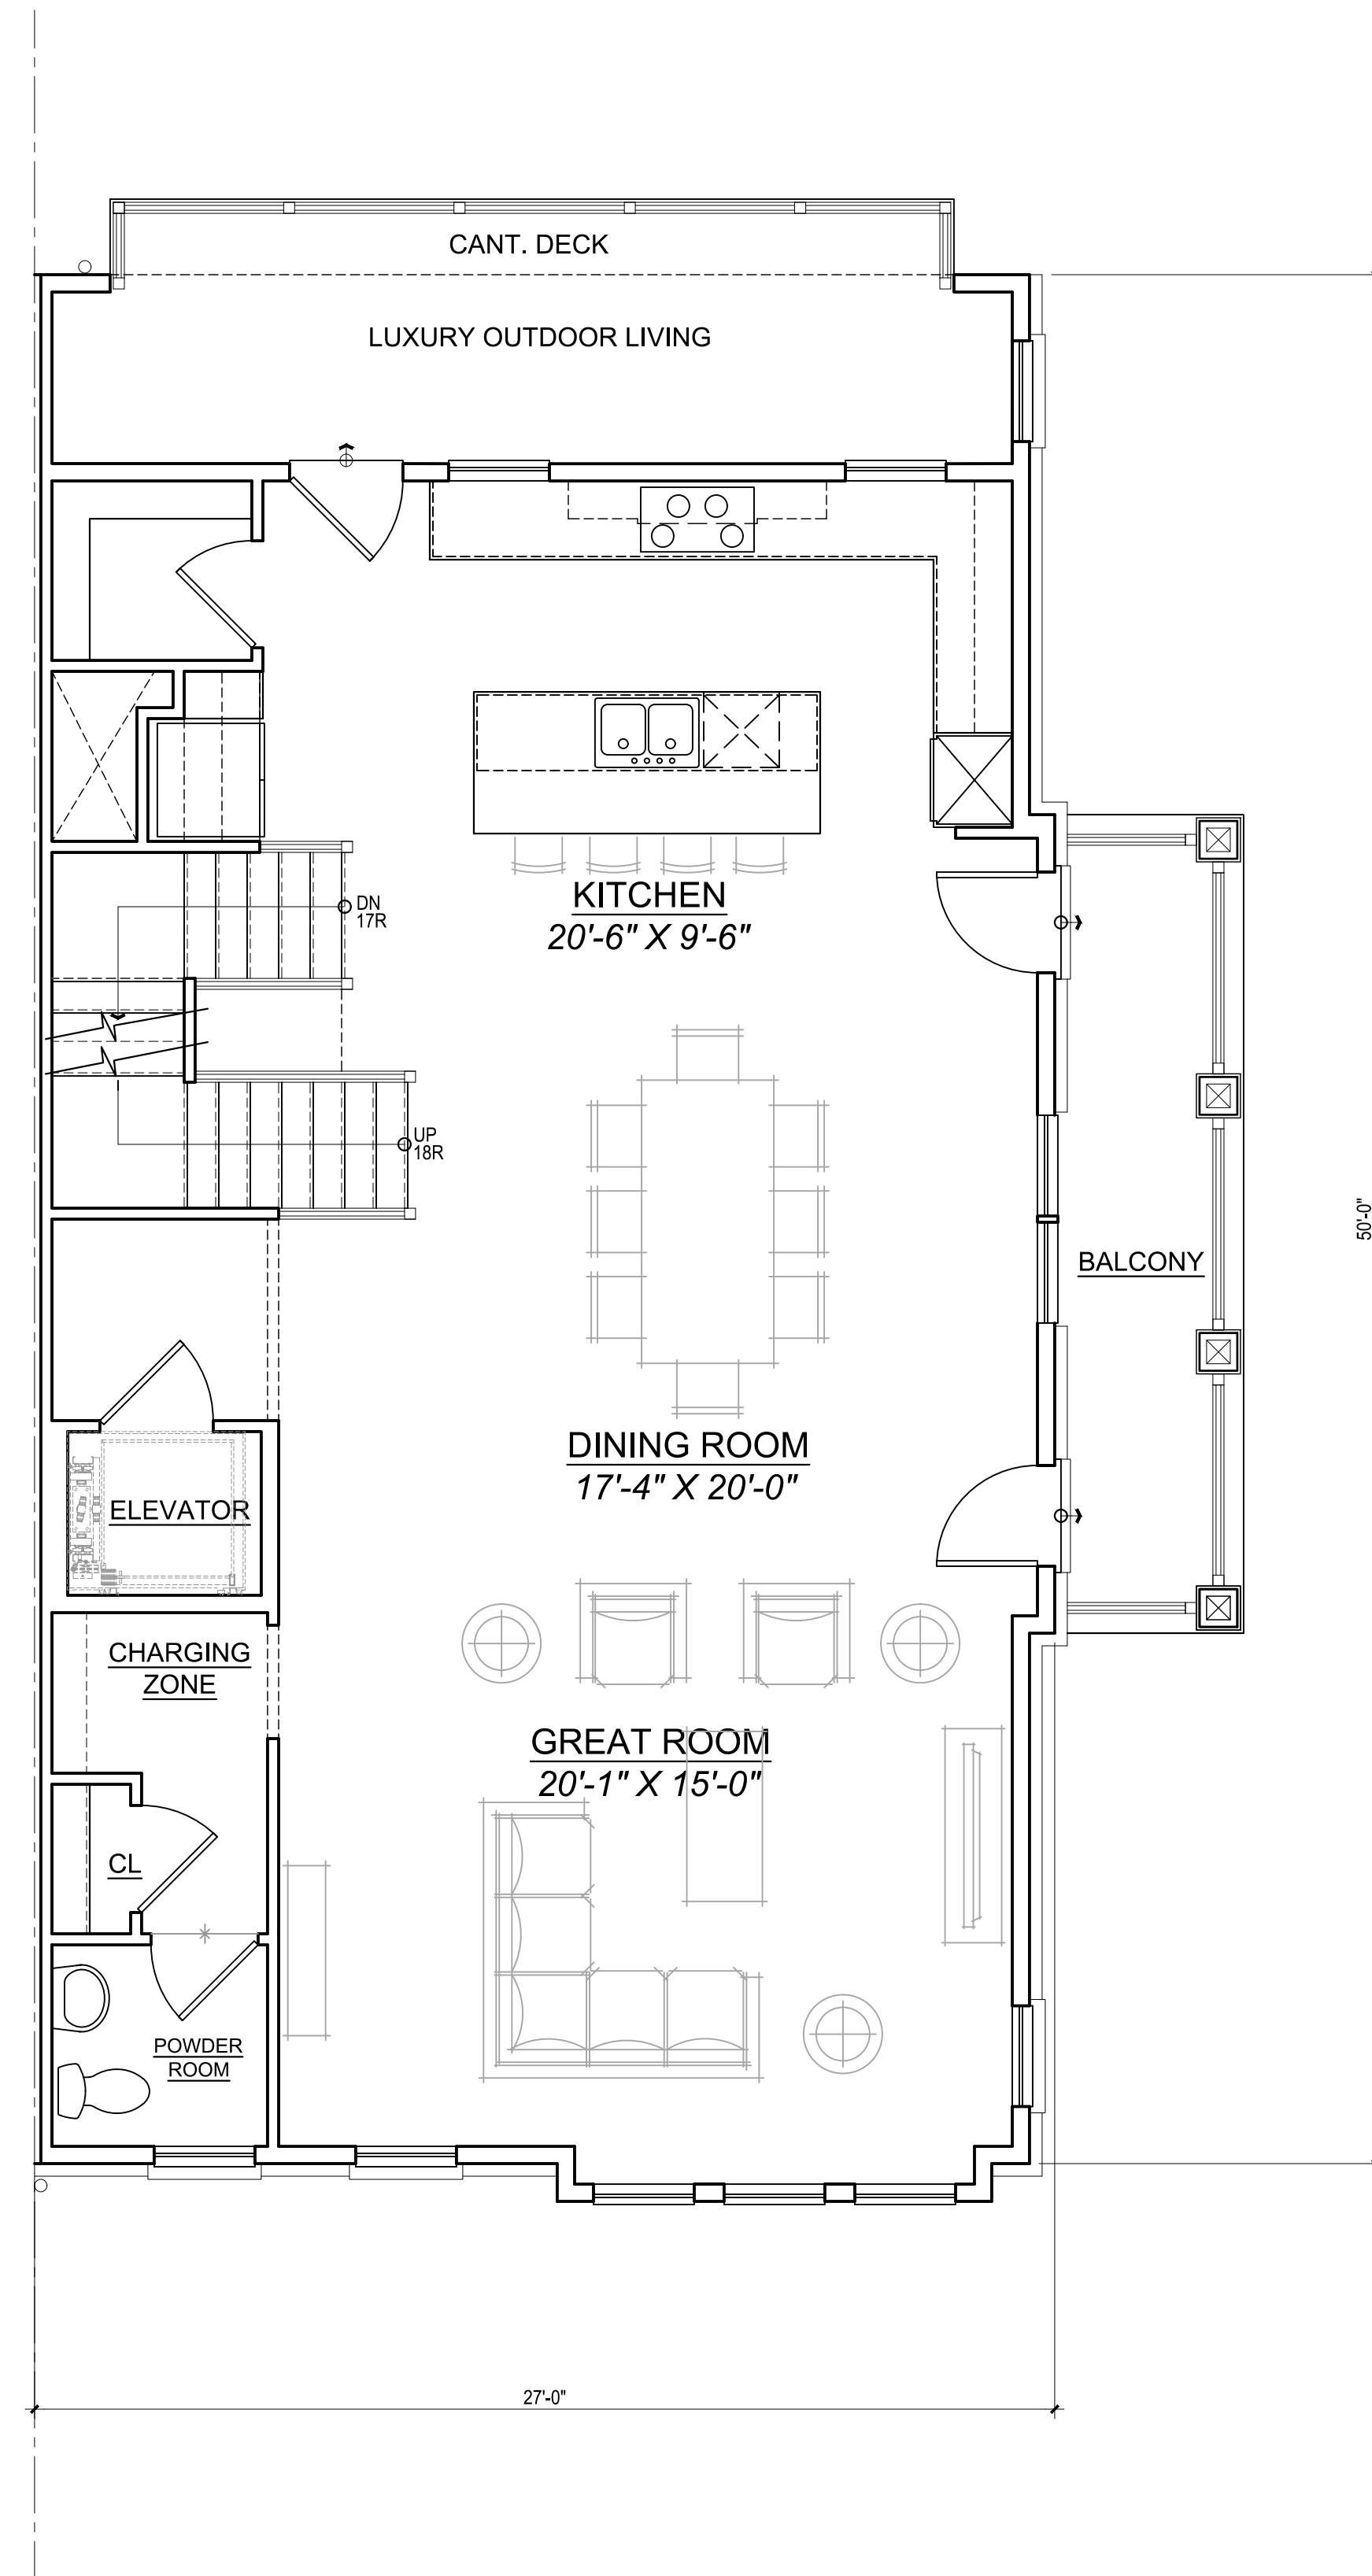 CANT. DECK
LUXURY OUTDOOR LIVING
KITCHEN
20'-6" X 9'-6"
DN
17R
UP
18R
BALCONY
50'-0"
DINING ROOM
17'-4" X 20'-0"
ELEVATOR
CHARGING
ZONE
GREAT ROOM
20'-1" X 15'-0"
CL
POWDER
ROOM
27'-0"